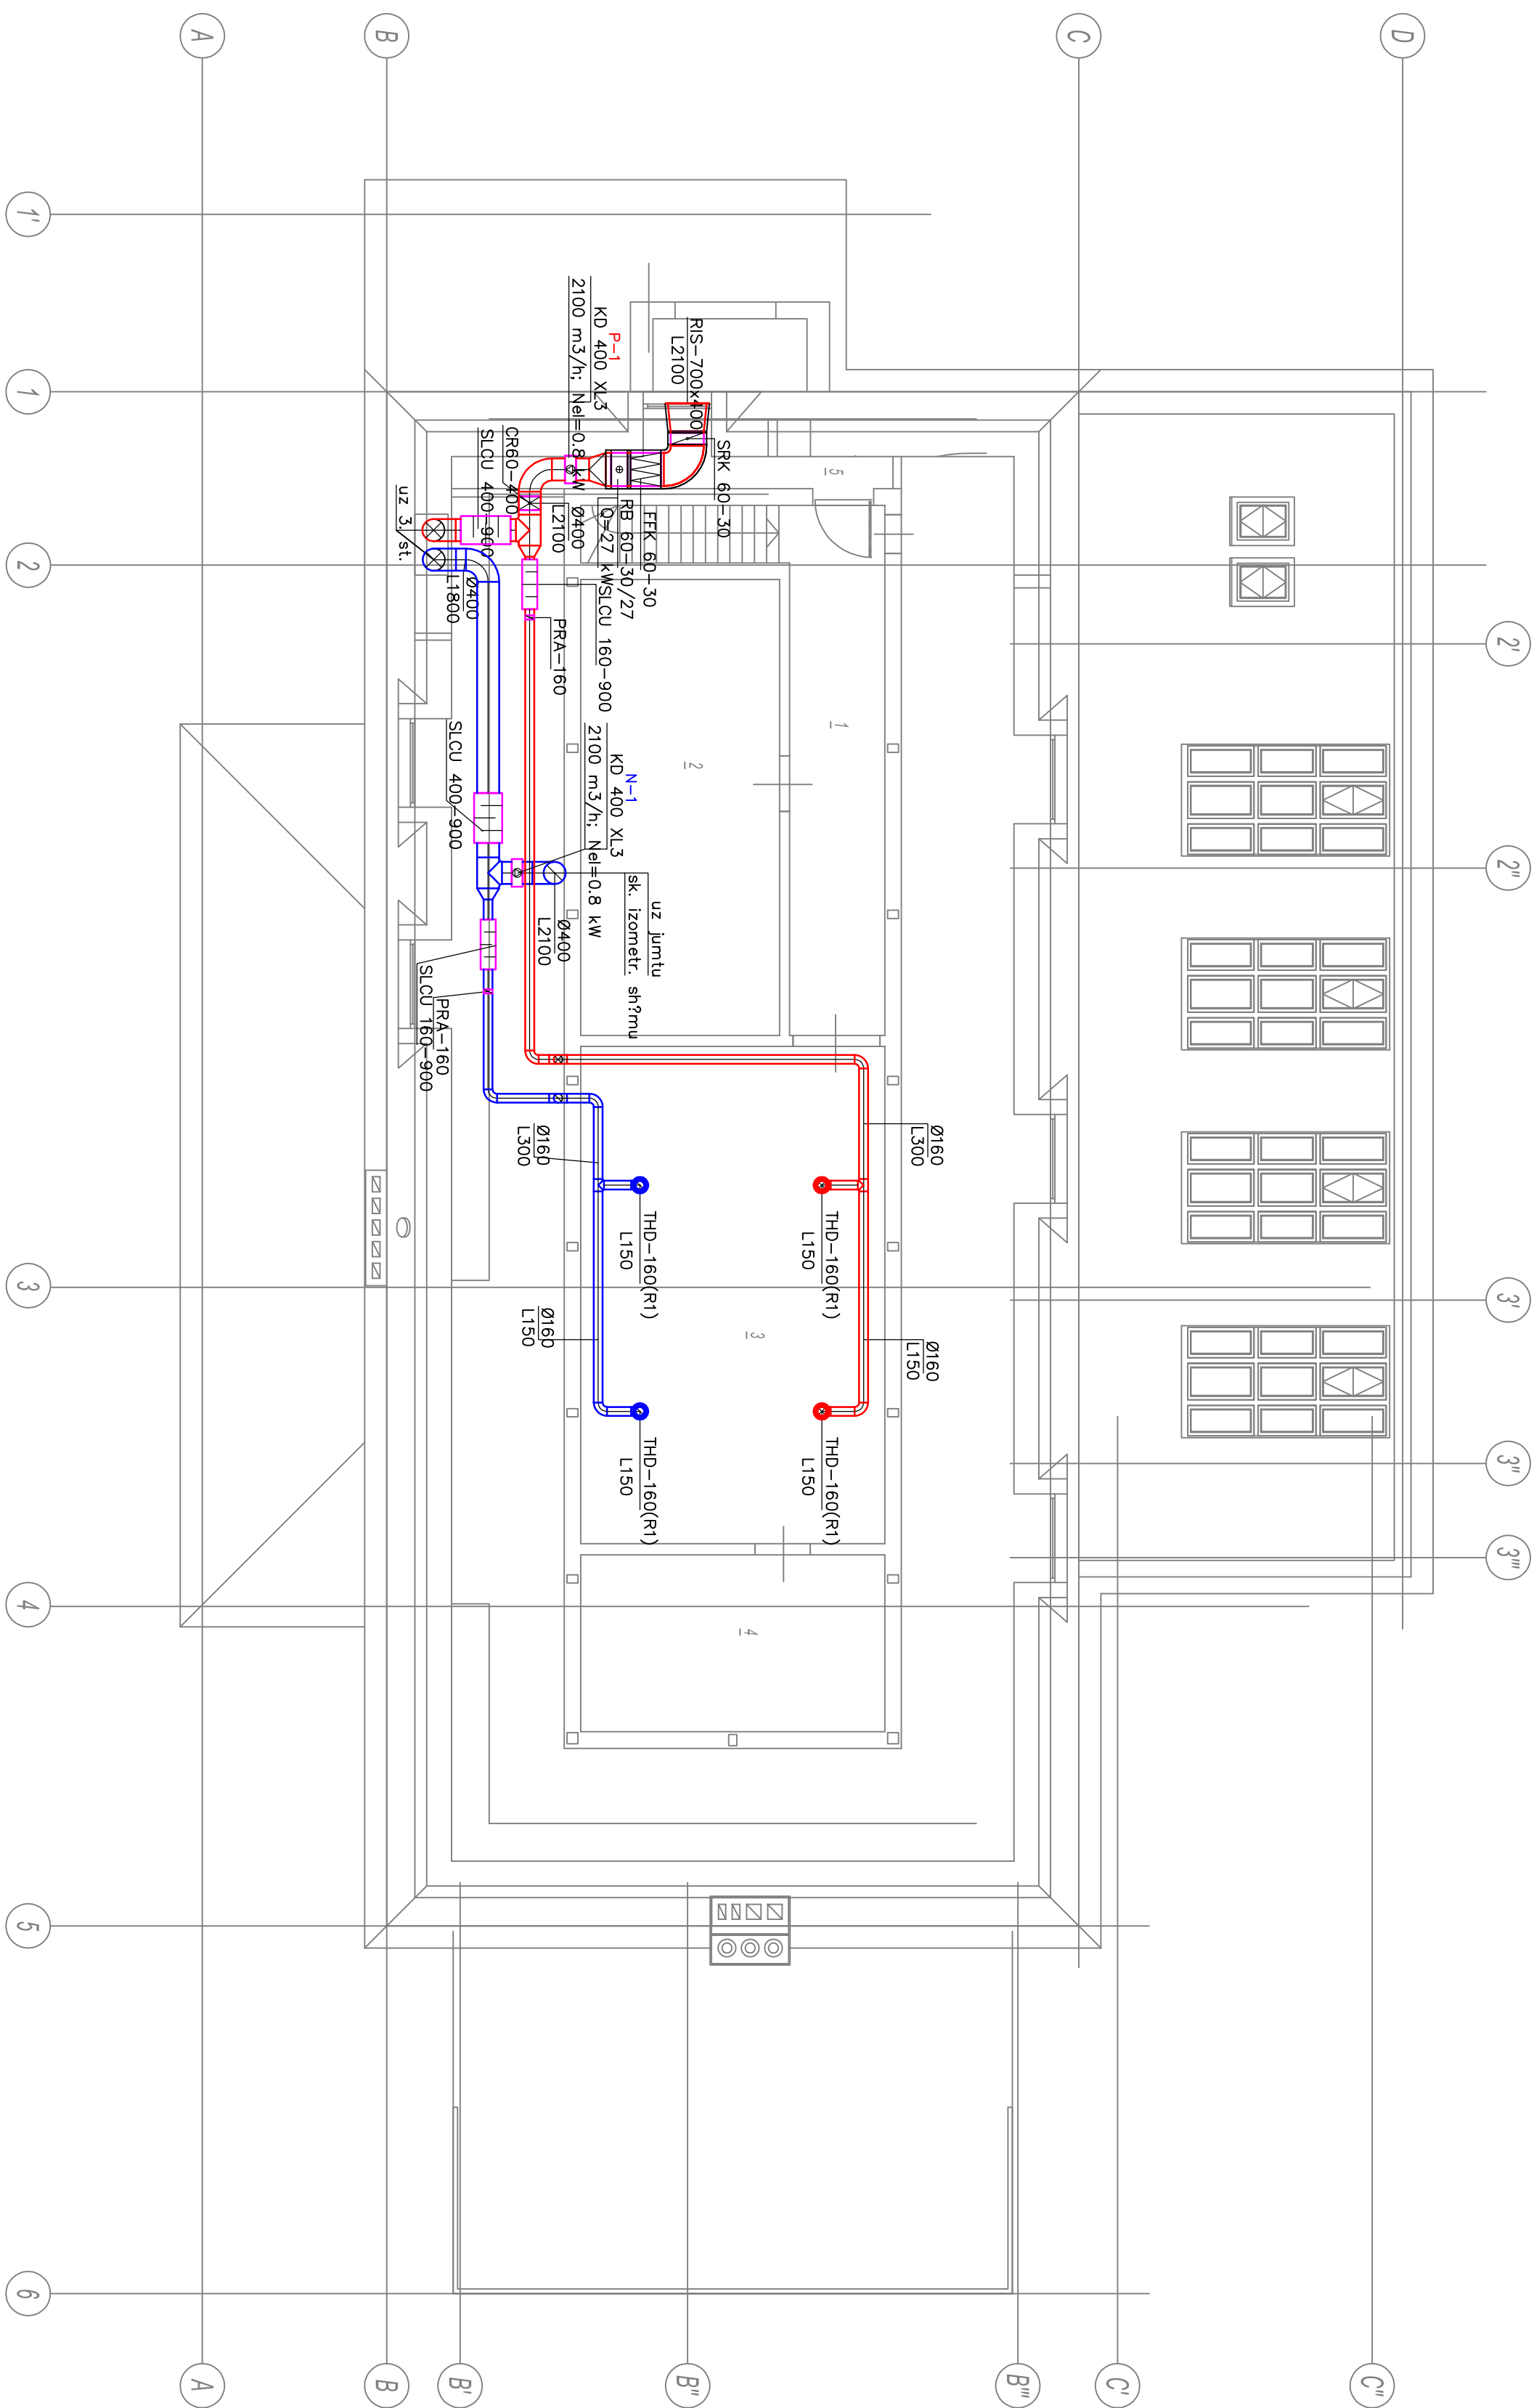 A
B
C
D
1'
1
2
2'
2''
3
3'
3''
3'''
4
5
6
A
B
B'
B''
B'''
C'
C''
RIS-700x400
L2100
P-1
KD 400 XL3
2100 m3/h; Nel=0.8 kW
SRK 60-30
FFK 60-30
RB 60-30/27
Q=27 kW
CR60-400
Ø400
L2100
SLCU 400-900
uz 3. st.
Ø400
L1800
SLCU 160-900
PRA-160
SLCU 400-900
N-1
KD 400 XL3
2100 m3/h; Nel=0.8 kW
uz jumtu
sk. izometr. sh?mu
Ø400
L2100
PRA-160
SLCU 160-900
Ø160
L300
Ø160
L300
THD-160(R1)
L150
THD-160(R1)
L150
Ø160
L150
Ø160
L150
THD-160(R1)
L150
THD-160(R1)
L150
1
2
3
4
5